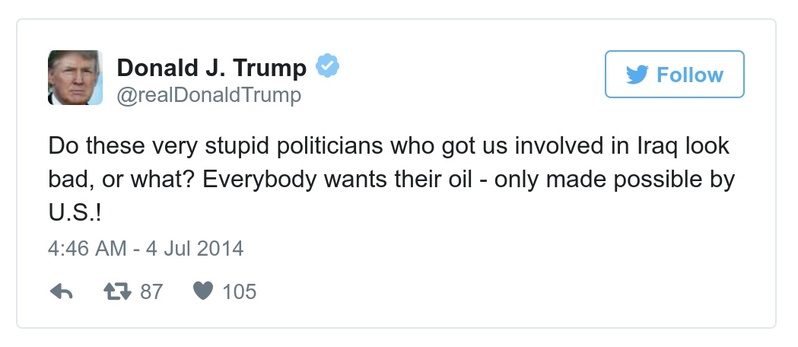 Donald J. Trump
@realDonaldTrump
Follow
Do these very stupid politicians who got us involved in Iraq look
bad, or what? Everybody wants their oil - only made possible by
U.S.!
4:46 AM - 4 Jul 2014
87 105